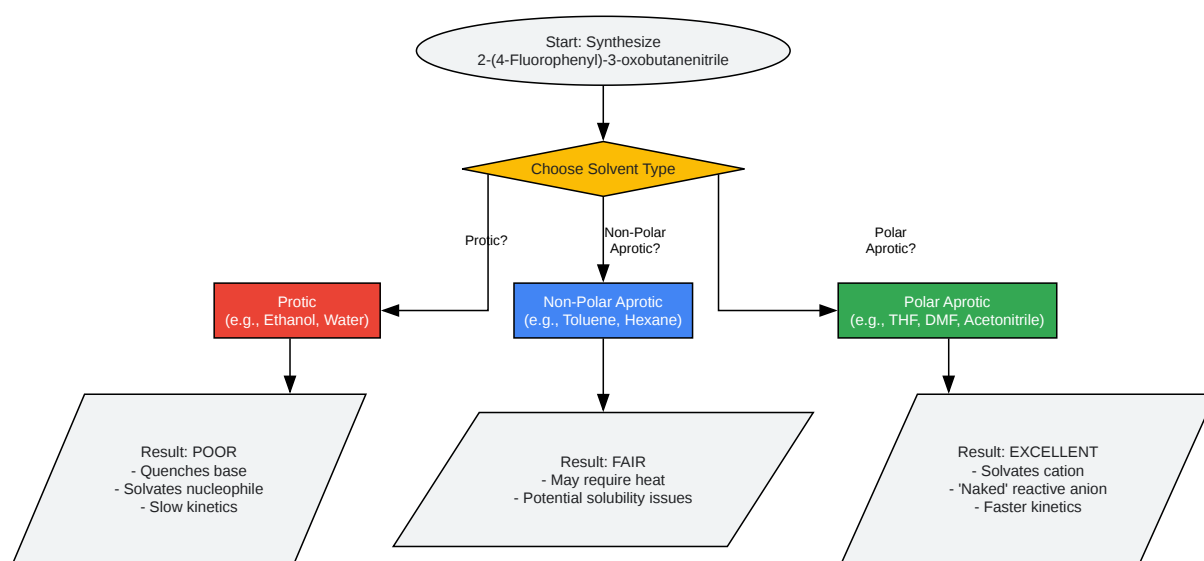 Start: Synthesize
2-(4-Fluorophenyl)-3-oxobutanenitrile
Choose Solvent Type
Protic?
Non-Polar
Aprotic?
Polar
Aprotic?
Protic
(e.g., Ethanol, Water)
Non-Polar Aprotic
(e.g., Toluene, Hexane)
Polar Aprotic
(e.g., THF, DMF, Acetonitrile)
Result: POOR
- Quenches base
- Solvates nucleophile
- Slow kinetics
Result: FAIR
- May require heat
- Potential solubility issues
Result: EXCELLENT
- Solvates cation
- 'Naked' reactive anion
- Faster kinetics